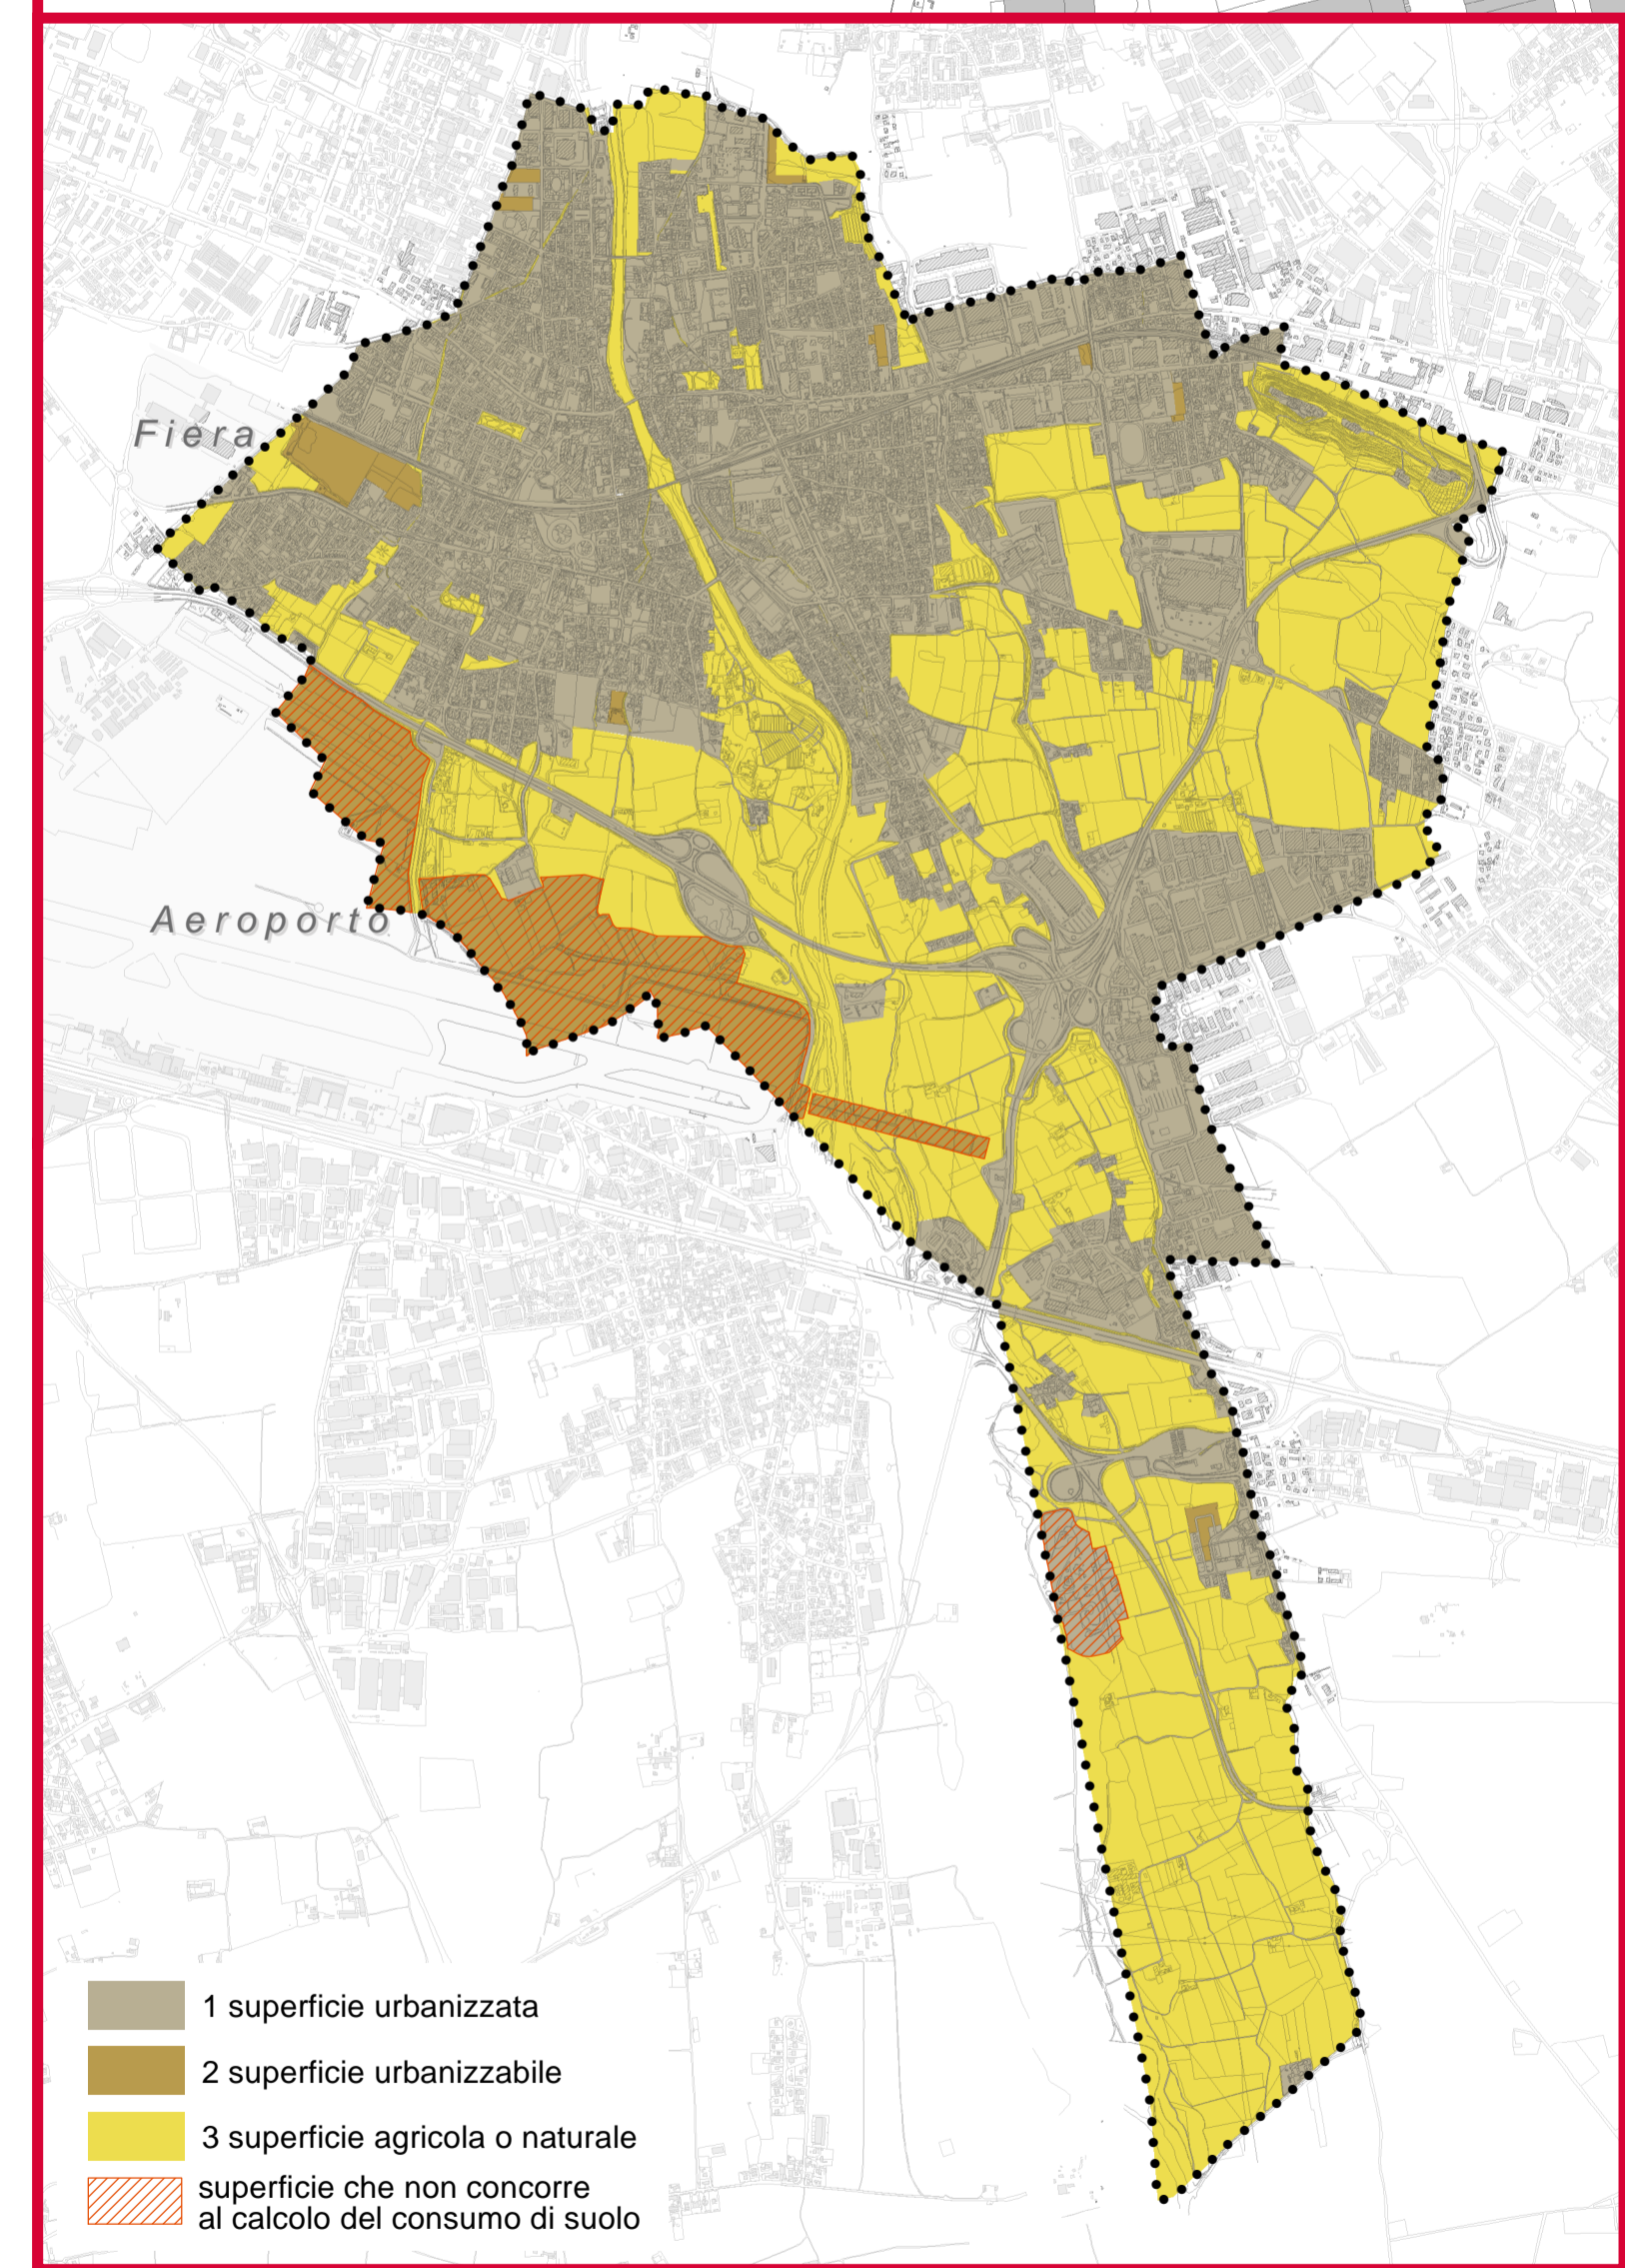 Fiera
Aeroporto
1 superficie urbanizzata
2 superficie urbanizzabile
3 superficie agricola o naturale
superficie che non concorre
al calcolo del consumo di suolo